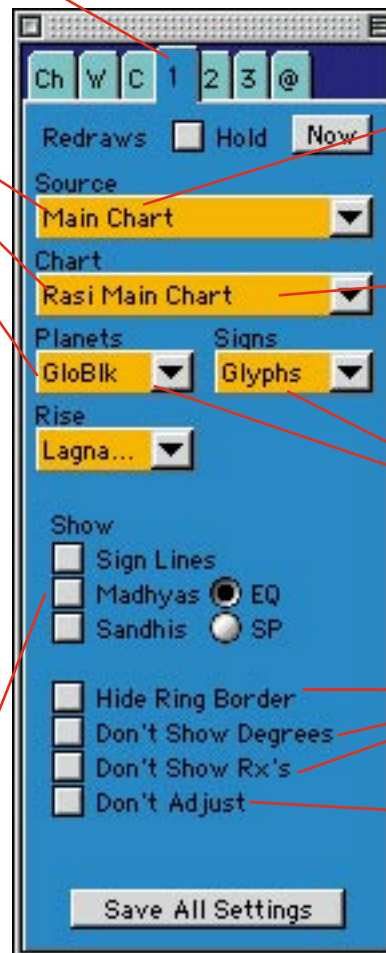 Ch W C 1 2 3 @
Redraws Hold Now
Source
Main Chart
Chart
Rasi Main Chart
Planets Signs
GloBlk Glyphs
Rise
Lagna...
Show
Sign Lines
Madhyas EQ
Sandhis SP
Hide Ring Border
Don't Show Degrees
Don't Show Rx's
Don't Adjust
Save All Settings